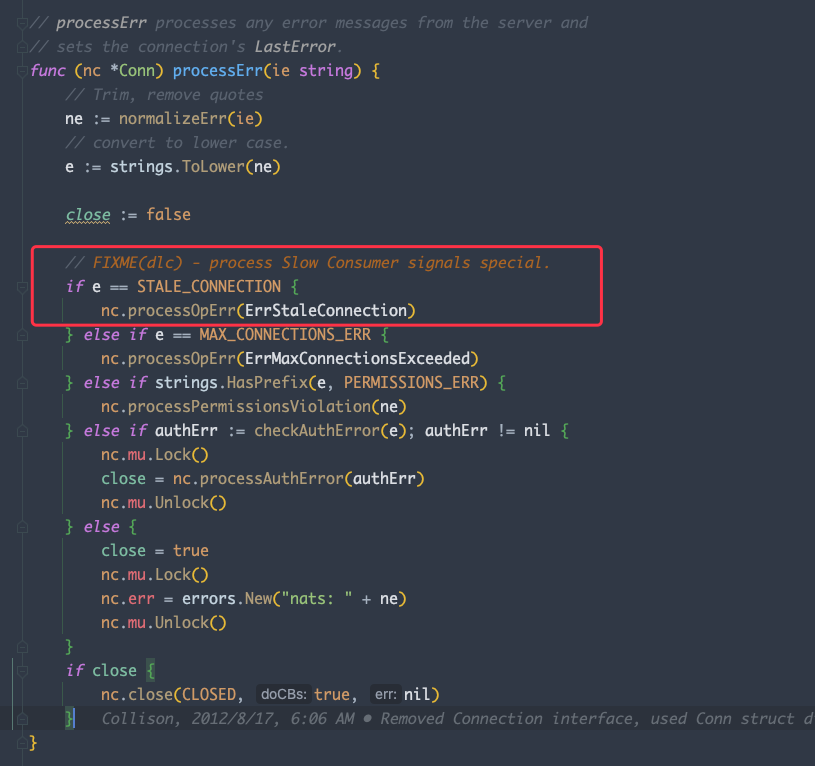 // processErr processes any error messages from the server and
// sets the connection's LastError.
func (nc *Conn) processErr(ie string) {
    // Trim, remove quotes
    ne := normalizeErr(ie)
    // convert to lower case.
    e := strings.ToLower(ne)

    close := false

    // FIXME(dlc) - process Slow Consumer signals special.
    if e == STALE_CONNECTION {
        nc.processOpErr(ErrStaleConnection)
    } else if e == MAX_CONNECTIONS_ERR {
        nc.processOpErr(ErrMaxConnectionsExceeded)
    } else if strings.HasPrefix(e, PERMISSIONS_ERR) {
        nc.processPermissionsViolation(ne)
    } else if authErr := checkAuthError(e); authErr != nil {
        nc.mu.Lock()
        close = nc.processAuthError(authErr)
        nc.mu.Unlock()
    } else {
        close = true
        nc.mu.Lock()
        nc.err = errors.New("nats: " + ne)
        nc.mu.Unlock()
    }
    if close {
        nc.close(CLOSED, doCBs: true, err: nil)
    }   Collison, 2012/8/17, 6:06 AM • Removed Connection interface, used Conn struct d
}